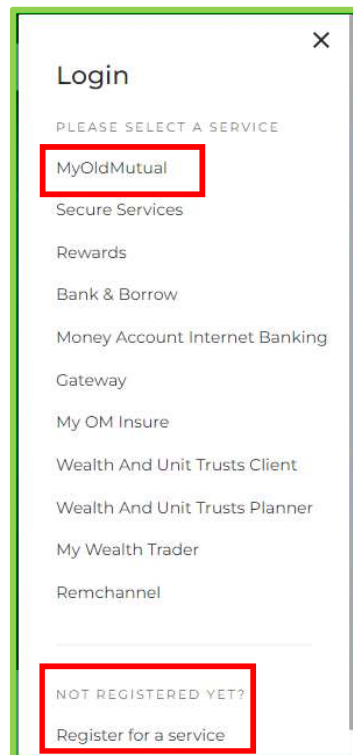 Login
PLEASE SELECT A SERVICE
MyOldMutual
Secure Services
Rewards
Bank & Borrow
Money Account Internet Banking
Gateway
My OM Insure
Wealth And Unit Trusts Client
Wealth And Unit Trusts Planner
My Wealth Trader
Remchannel
NOT REGISTERED YET?
Register for a service